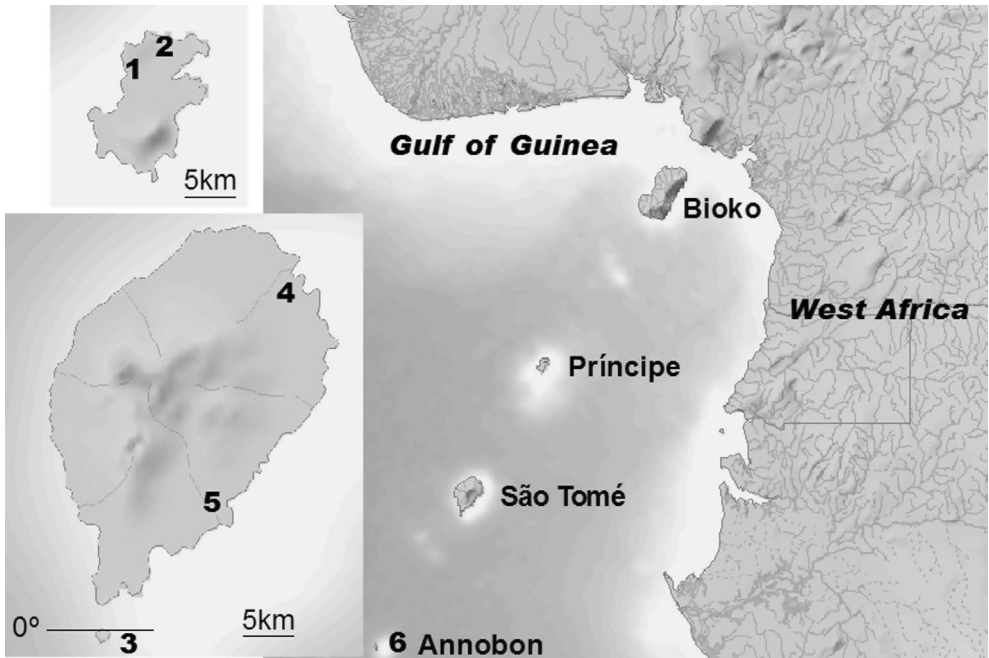 1 2
5km
Gulf of Guinea
Bioko
West Africa
Príncipe
São Tomé
4
5
0º
3
5km
6 Annobon